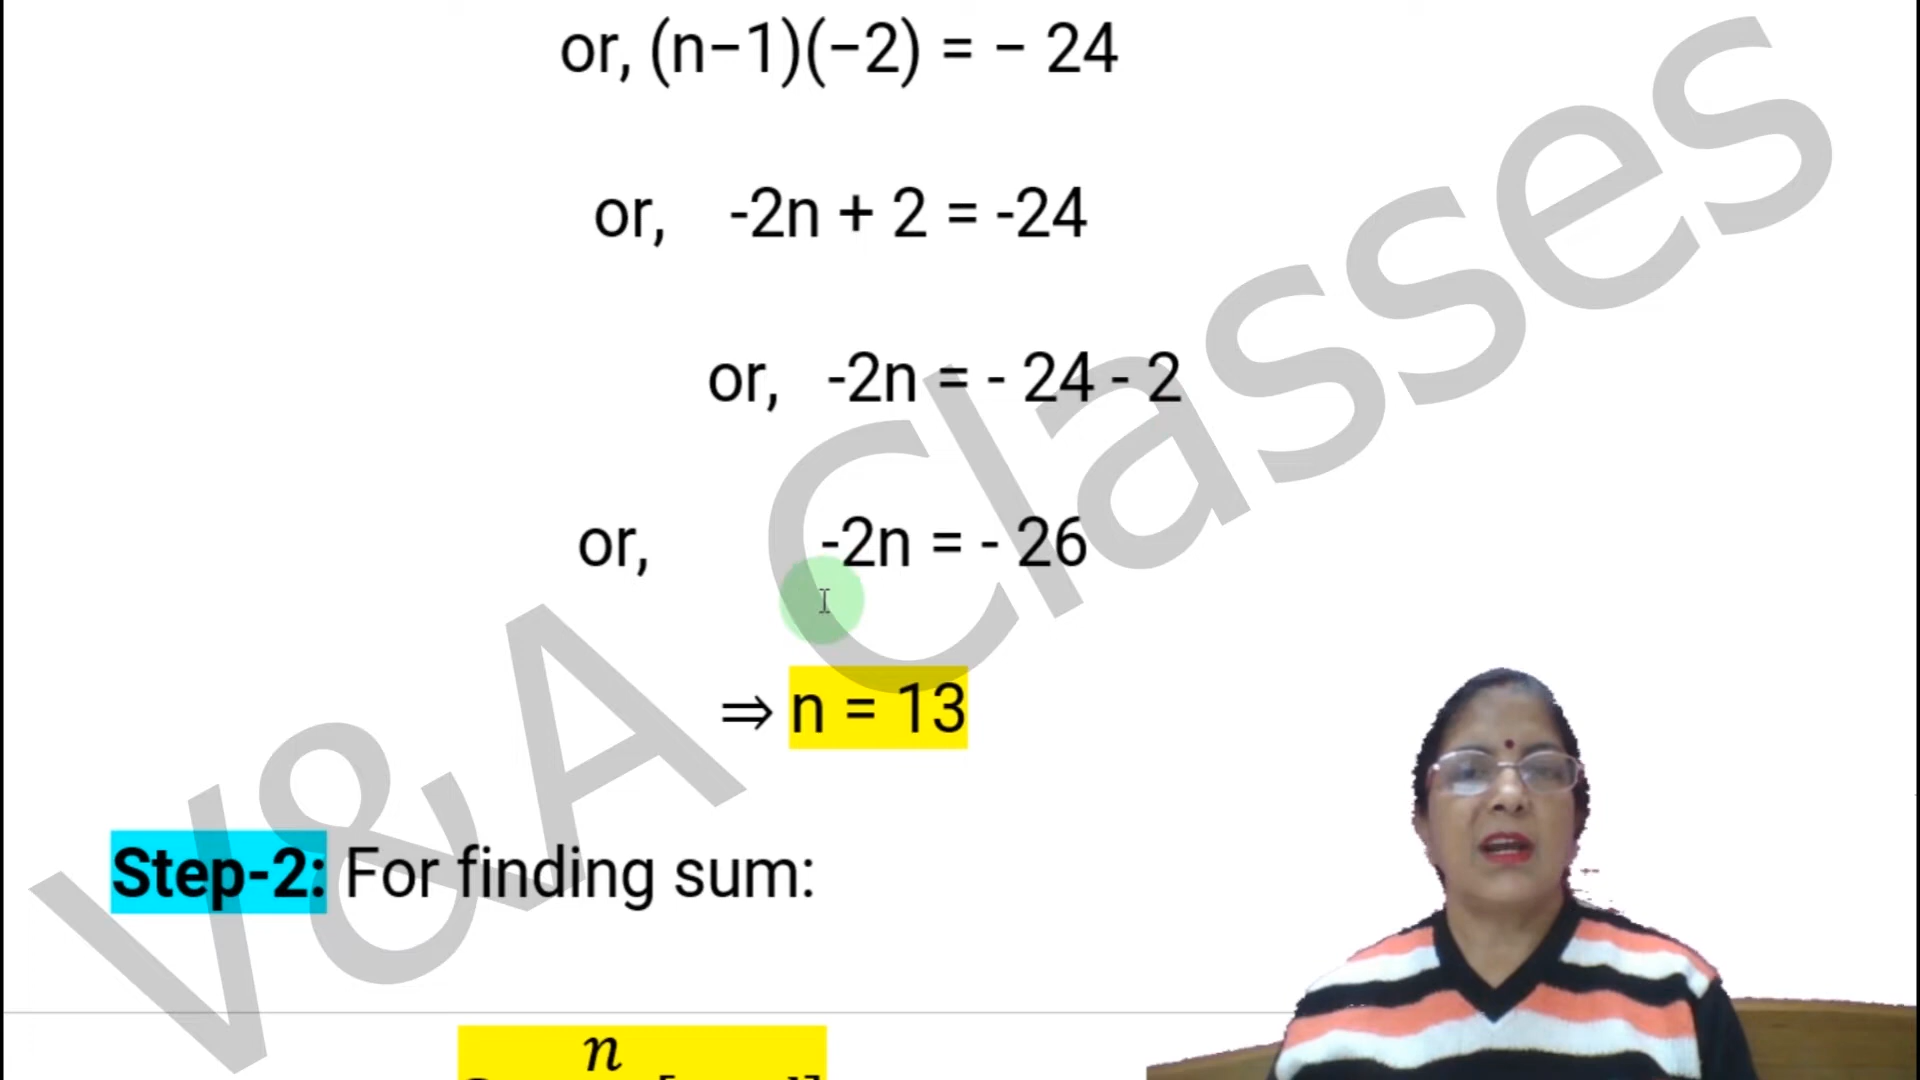 or, (n−1)(−2) = − 24
or, -2n + 2 = -24
or, -2n = - 24 - 2
or, -2n = - 26
⇒ n = 13
Step-2: For finding sum:
n
V&A Classes